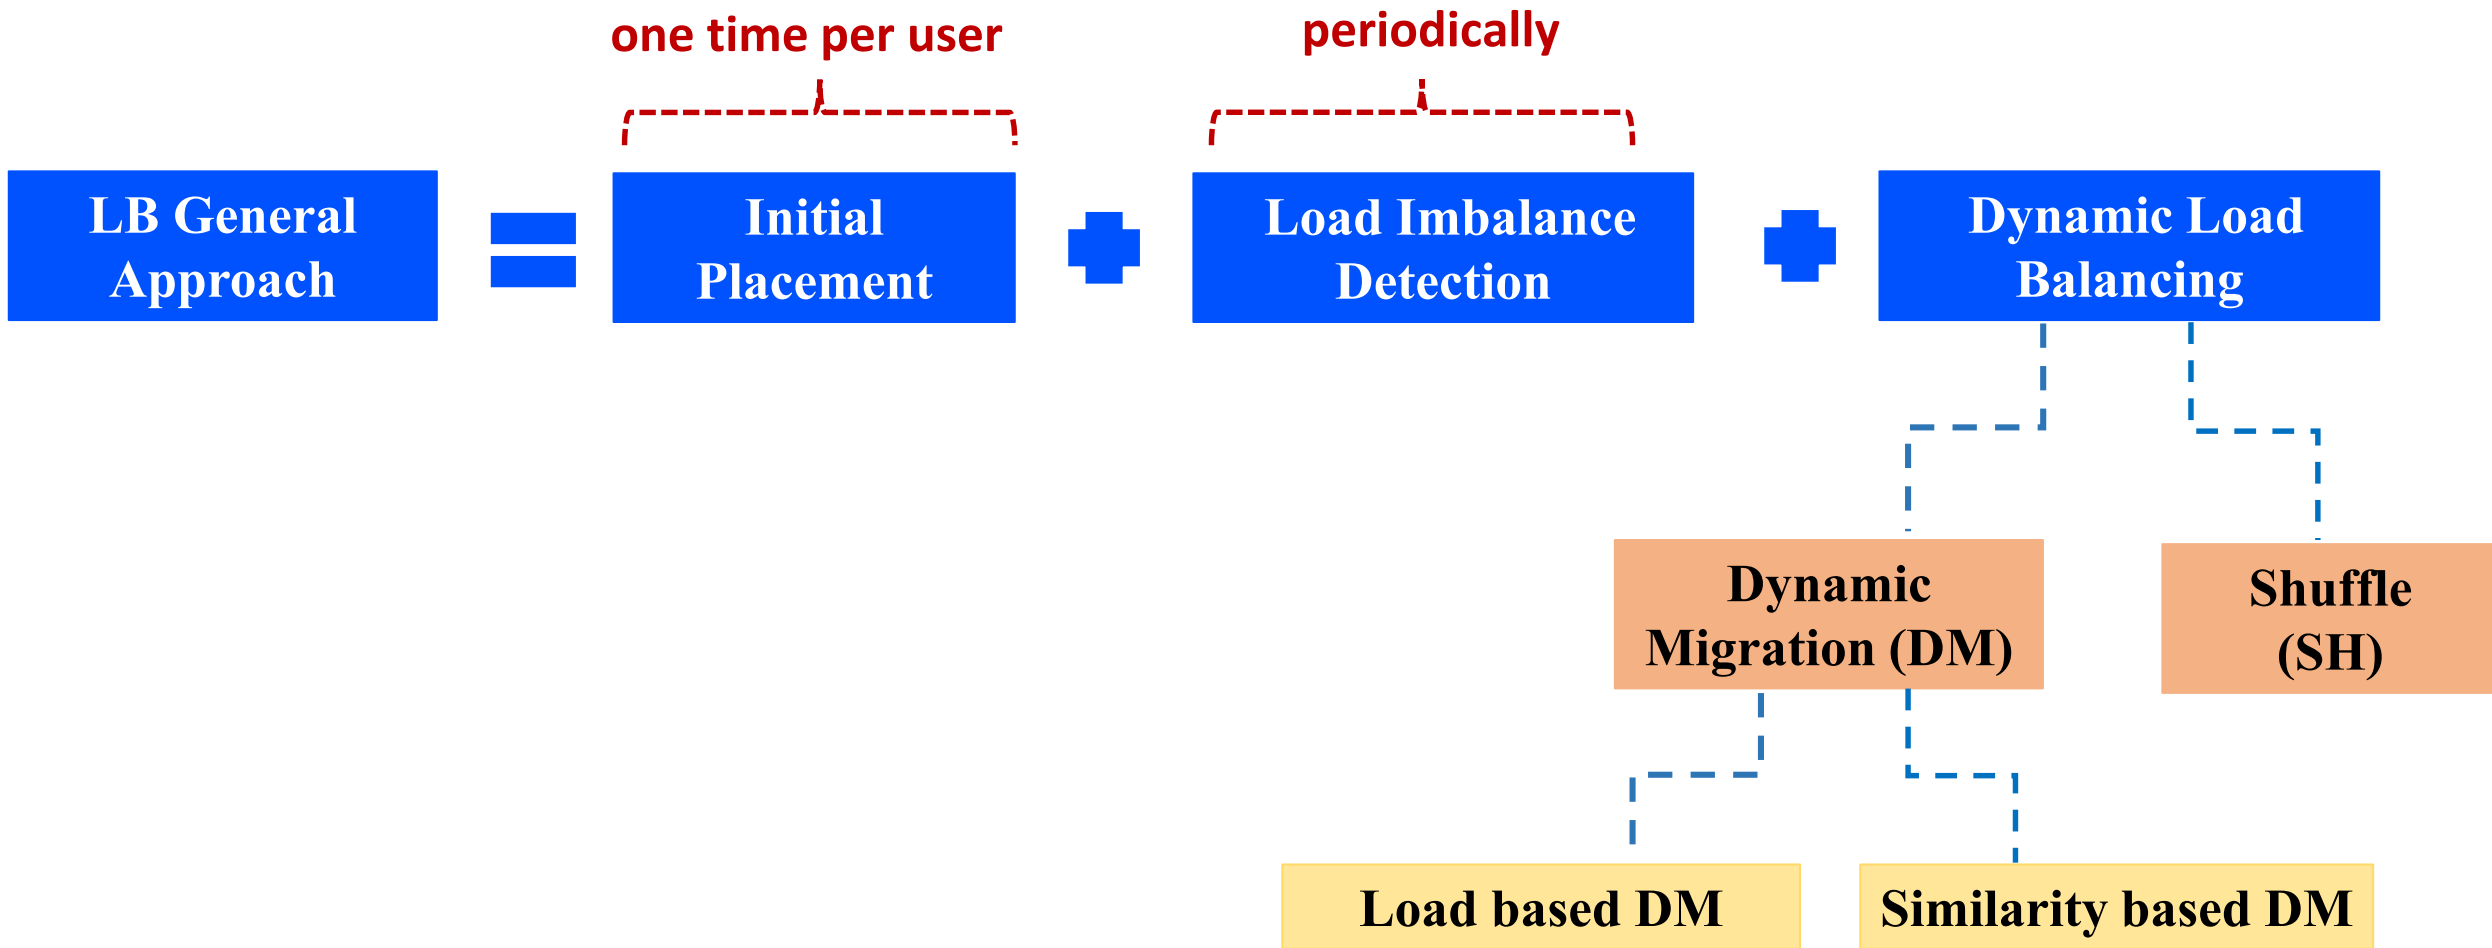 one time per user
periodically
LB General
Approach
Initial
Placement
Load Imbalance
Detection
Dynamic Load
Balancing
Dynamic
Migration (DM)
Shuffle
(SH)
Load based DM
Similarity based DM